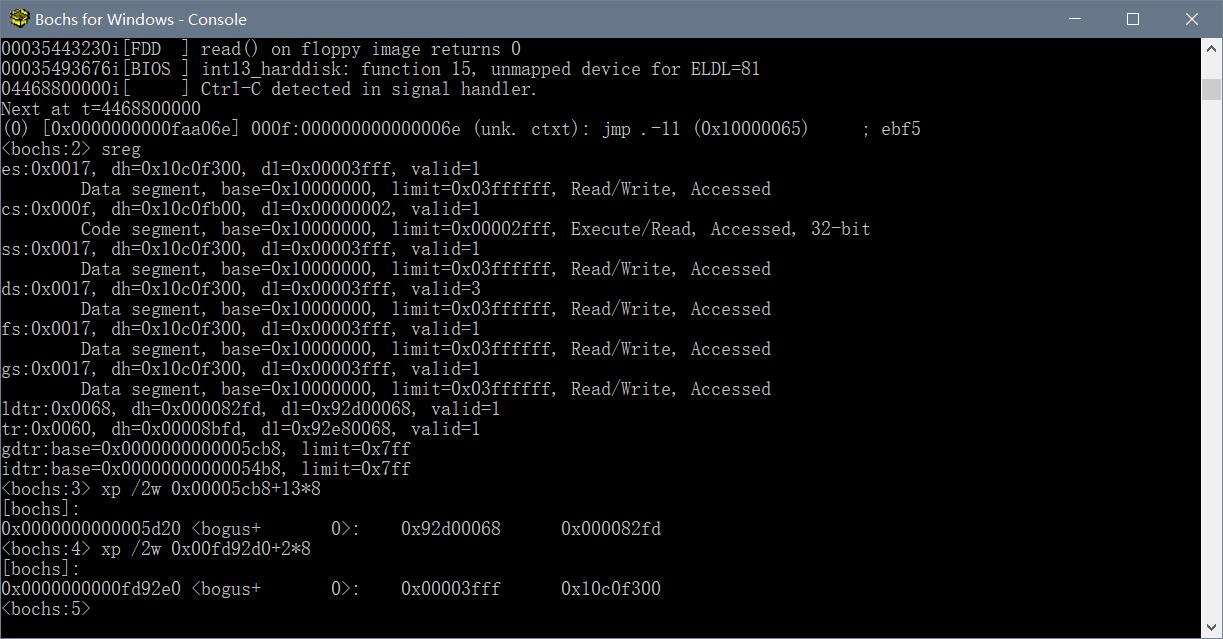 Bochs for Windows - Console
00035443230i[FDD  ] read() on floppy image returns 0
00035493676i[BIOS ] int13_harddisk: function 15, unmapped device for ELDL=81
04468800000i[     ] Ctrl-C detected in signal handler.
Next at t=4468800000
(0) [0x0000000000faa06e] 000f:000000000000006e (unk. ctxt): jmp .-11 (0x10000065)     ; ebf5
<bochs:2> sreg
es:0x0017, dh=0x10c0f300, dl=0x00003fff, valid=1
        Data segment, base=0x10000000, limit=0x03ffffff, Read/Write, Accessed
cs:0x000f, dh=0x10c0fb00, dl=0x00000002, valid=1
        Code segment, base=0x10000000, limit=0x00002fff, Execute/Read, Accessed, 32-bit
ss:0x0017, dh=0x10c0f300, dl=0x00003fff, valid=1
        Data segment, base=0x10000000, limit=0x03ffffff, Read/Write, Accessed
ds:0x0017, dh=0x10c0f300, dl=0x00003fff, valid=3
        Data segment, base=0x10000000, limit=0x03ffffff, Read/Write, Accessed
fs:0x0017, dh=0x10c0f300, dl=0x00003fff, valid=1
        Data segment, base=0x10000000, limit=0x03ffffff, Read/Write, Accessed
gs:0x0017, dh=0x10c0f300, dl=0x00003fff, valid=1
        Data segment, base=0x10000000, limit=0x03ffffff, Read/Write, Accessed
ldtr:0x0068, dh=0x000082fd, dl=0x92d00068, valid=1
tr:0x0060, dh=0x00008bfd, dl=0x92e80068, valid=1
gdtr:base=0x0000000000005cb8, limit=0x7ff
idtr:base=0x00000000000054b8, limit=0x7ff
<bochs:3> xp /2w 0x00005cb8+13*8
[bochs]:
0x0000000000005d20 <bogus+       0>:    0x92d00068      0x000082fd
<bochs:4> xp /2w 0x00fd92d0+2*8
[bochs]:
0x0000000000fd92e0 <bogus+       0>:    0x00003fff      0x10c0f300
<bochs:5>